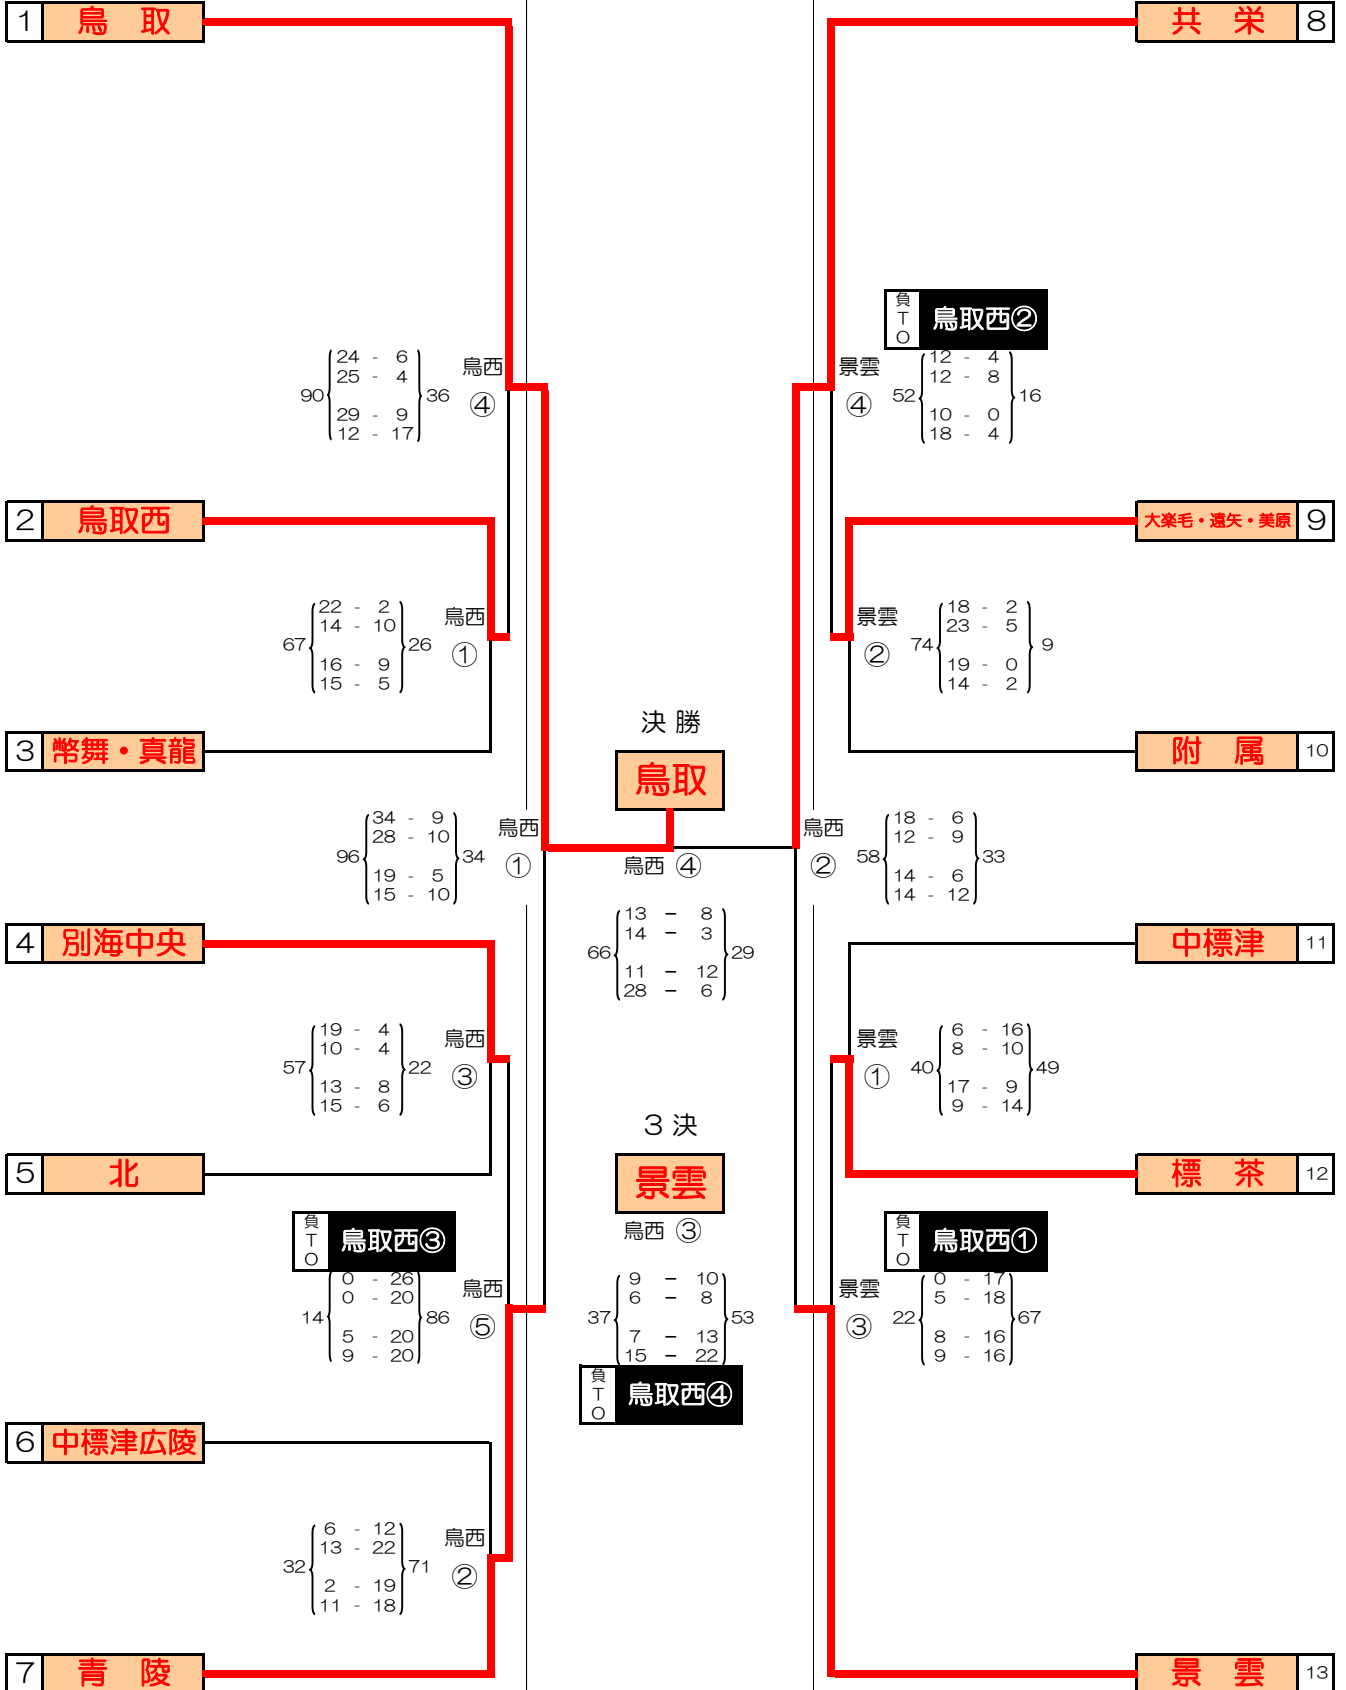 1 鳥 取
共 栄 8
負TO 鳥取西②
鳥西
④
90
24 - 6
25 - 4
29 - 9
12 - 17
36
景雲
④
52
12 - 4
12 - 8
10 - 0
18 - 4
16
2 鳥取西
大楽毛・遠矢・美原 9
67
22 - 2
14 - 10
16 - 9
15 - 5
26
鳥西
①
景雲
②
74
18 - 2
23 - 5
19 - 0
14 - 2
9
3 幣舞・真龍
決 勝
鳥取
附 属 10
96
34 - 9
28 - 10
19 - 5
15 - 10
34
鳥西
①
鳥西 ④
66
13 - 8
14 - 3
11 - 12
28 - 6
29
鳥西
②
58
18 - 6
12 - 9
14 - 6
14 - 12
33
4 別海中央
中標津 11
57
19 - 4
10 - 4
13 - 8
15 - 6
22
鳥西
③
景雲
①
40
6 - 16
8 - 10
17 - 9
9 - 14
49
3 決
景雲
鳥西 ③
5 北
標 茶 12
負TO 鳥取西③
14
0 - 26
0 - 20
5 - 20
9 - 20
86
鳥西
⑤
37
9 - 10
6 - 8
7 - 13
15 - 22
53
負TO 鳥取西④
負TO 鳥取西①
景雲
③
22
0 - 17
5 - 18
8 - 16
9 - 16
67
6 中標津広陵
32
6 - 12
13 - 22
2 - 19
11 - 18
71
鳥西
②
7 青 陵
景 雲 13